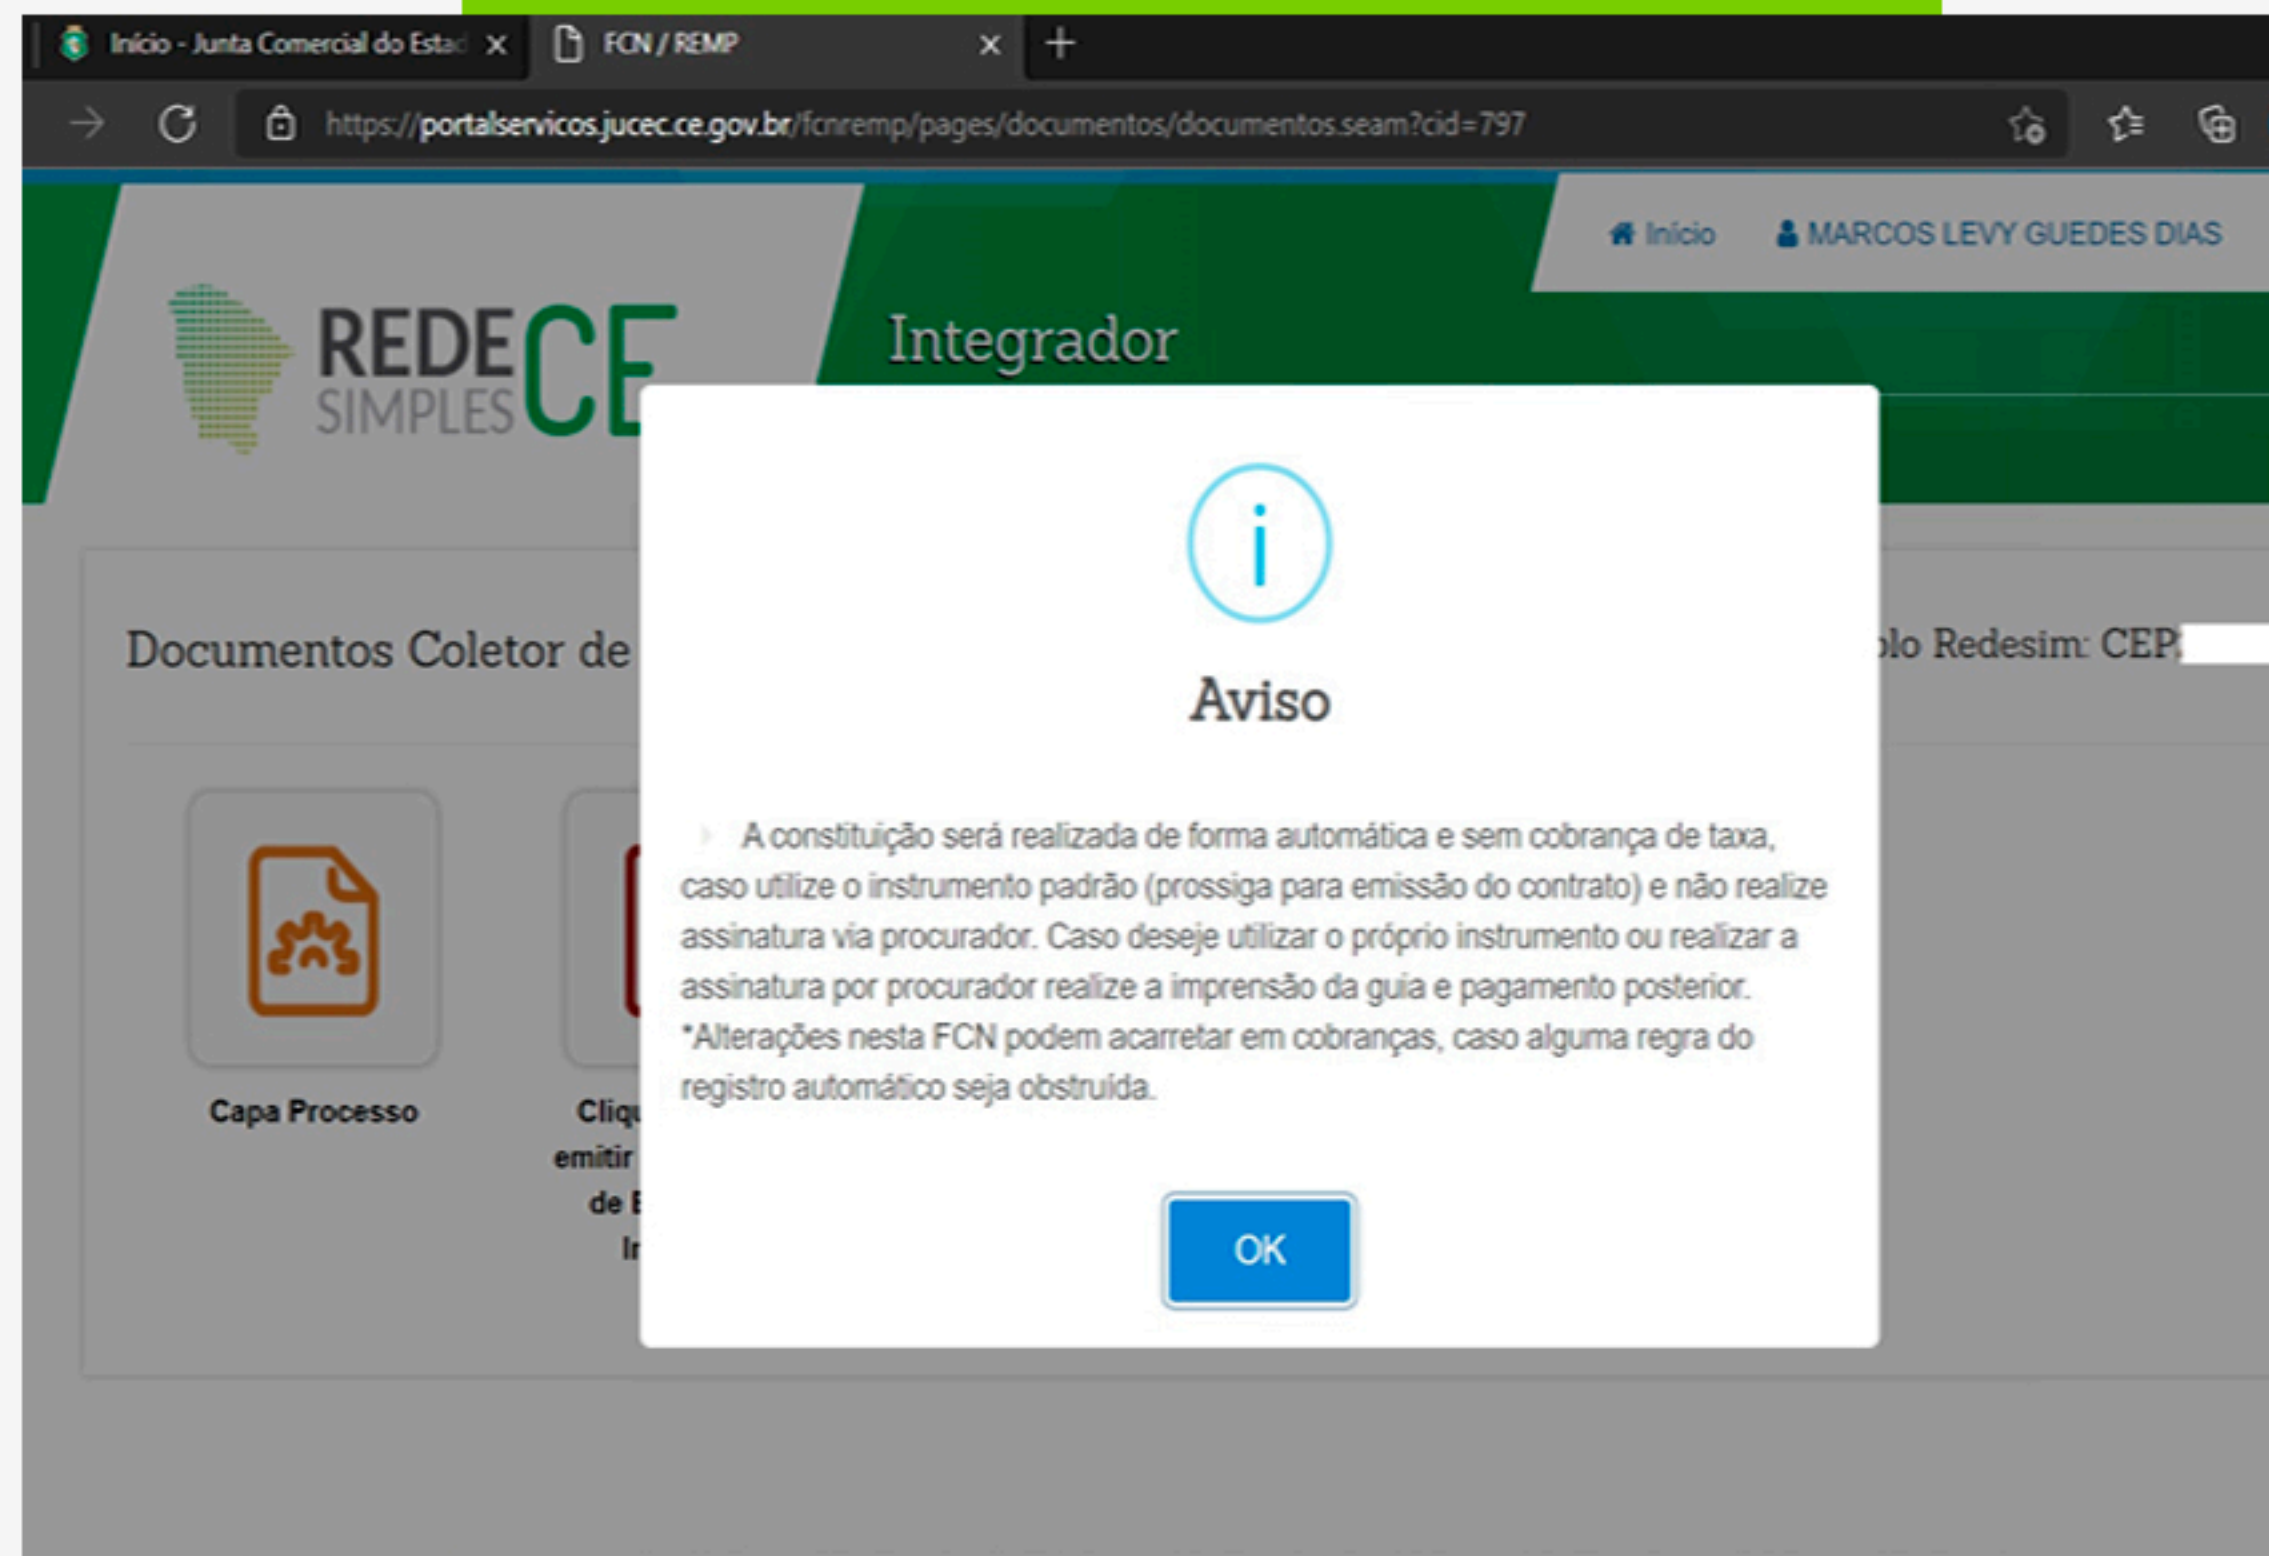 Início - Junta Comercial do Estad
FCN / REMP
https://portalservicos.jucec.ce.gov.br/fcnremp/pages/documentos/documentos.seam?cid=797
Início
MARCOS LEVY GUEDES DIAS
REDE
SIMPLES
CE
Integrador
Documentos Coletor de
Redesim: CEP
i
Aviso
A constituição será realizada de forma automática e sem cobrança de taxa,
caso utilize o instrumento padrão (prossiga para emissão do contrato) e não realize
assinatura via procurador. Caso deseje utilizar o próprio instrumento ou realizar a
assinatura por procurador realize a imprensão da guia e pagamento posterior.
*Alterações nesta FCN podem acarretar em cobranças, caso alguma regra do
registro automático seja obstruída.
OK
Capa Processo
emitir
de